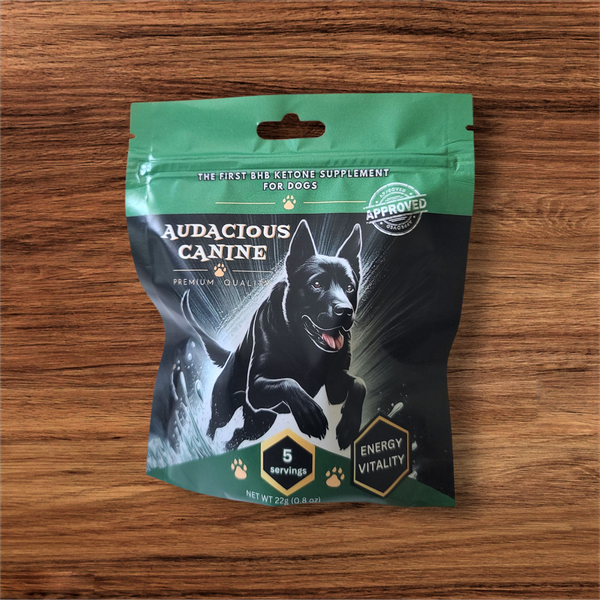 THE FIRST BHB KETONE SUPPLEMENT
FOR DOGS
APPROVED
APPROVED
AUDACIOUS
CANINE
PREMIUM QUALITY
5
servings
ENERGY
VITALITY
NET WT 22g (0.8 oz)